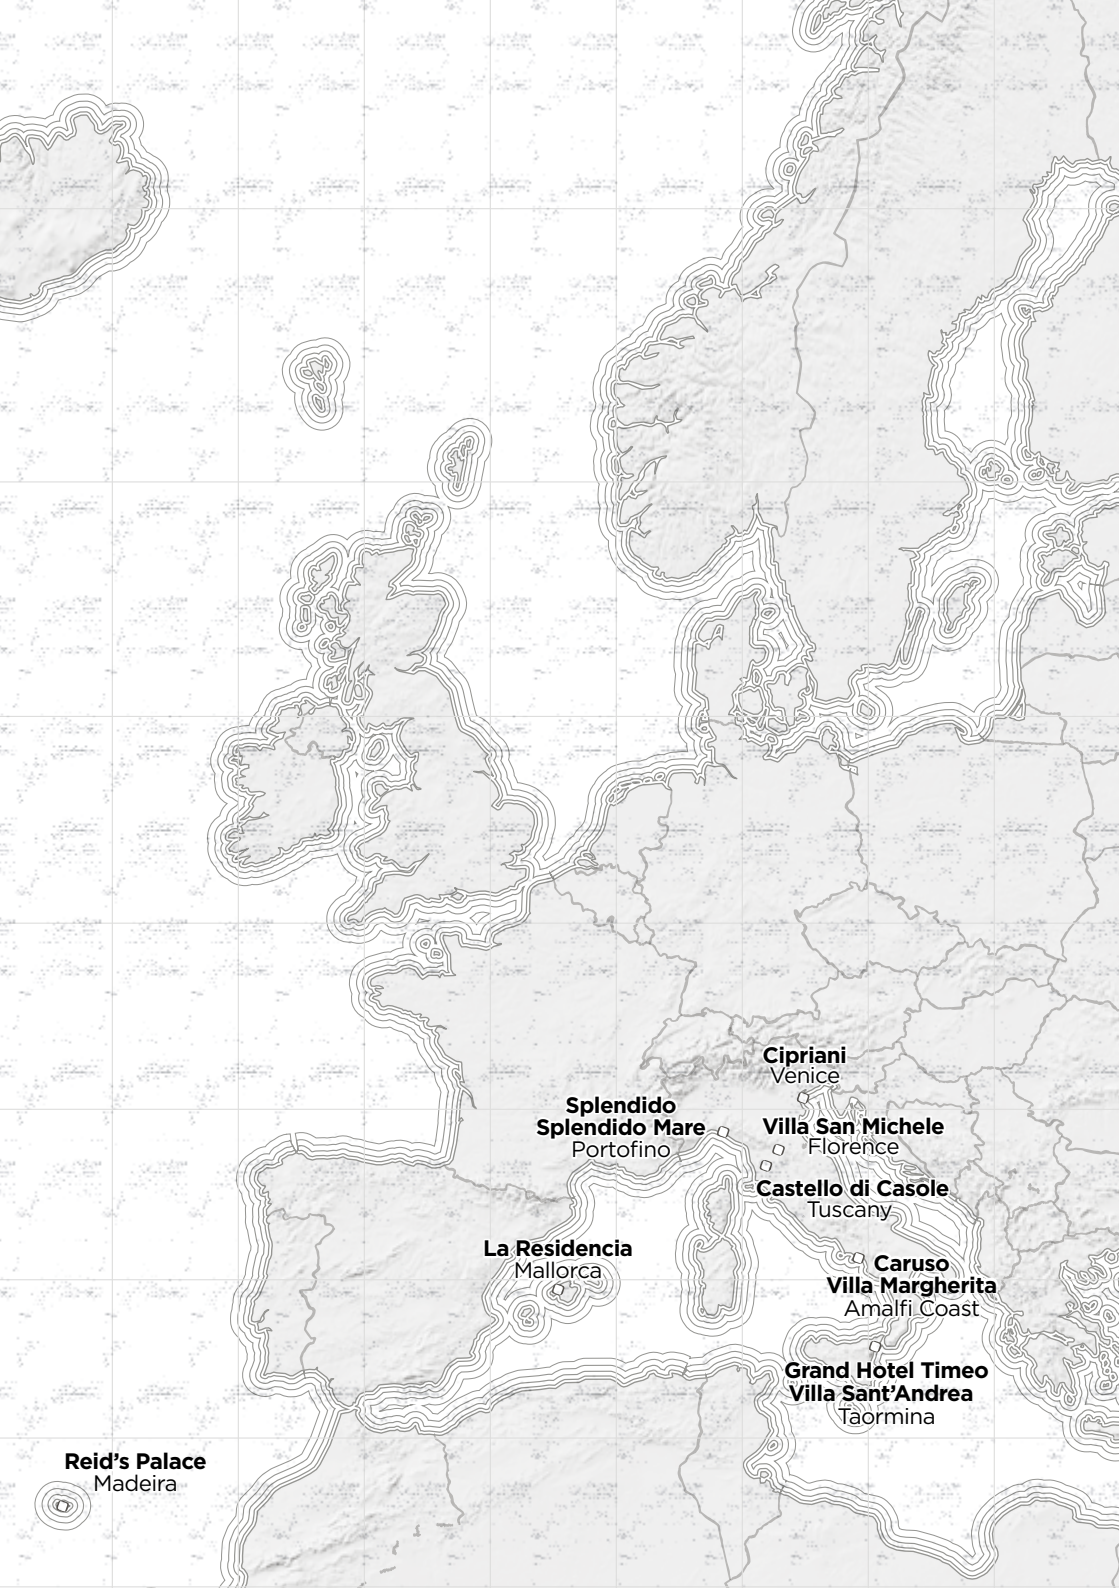 Cipriani
Venice
Splendido
Splendido Mare
Portofino
Villa San Michele
Florence
Castello di Casole
Tuscany
La Residencia
Mallorca
Caruso
Villa Margherita
Amalfi Coast
Grand Hotel Timeo
Villa Sant’Andrea
Taormina
Reid’s Palace
Madeira